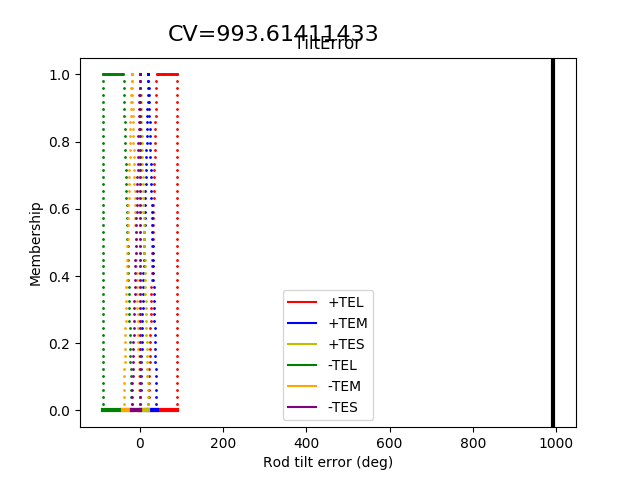 CV=993.61411433
TiltError
1.0
0.8
0.6
0.4
0.2
0.0
Membership
+TEL
+TEM
+TES
-TEL
-TEM
-TES
0
200
400
600
800
1000
Rod tilt error (deg)